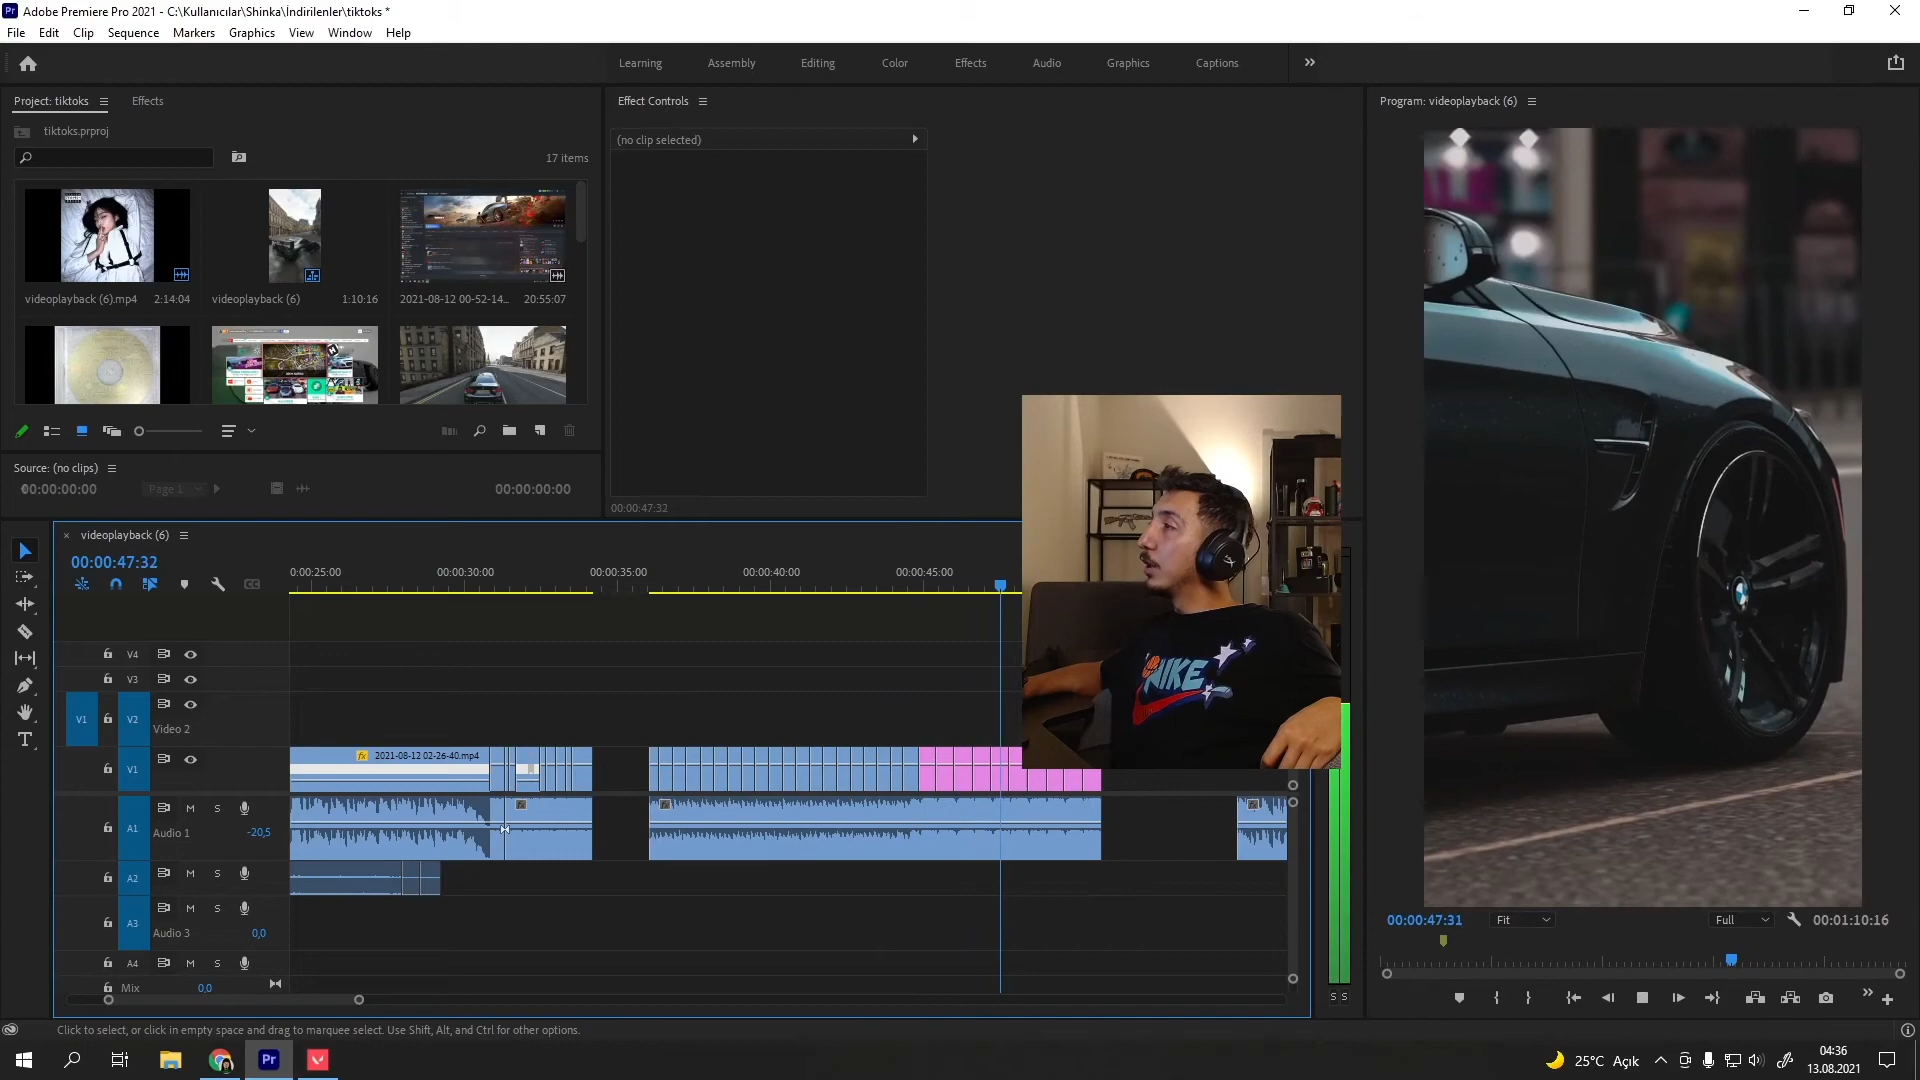 Adobe Premiere Pro 2021 - C:\Kullanıcılar\Shinka\İndirilenler\tiktoks *
File Edit Clip Sequence Markers Graphics View Window Help
Learning Assembly Editing Color Effects Audio Graphics Captions
Project: tiktoks Effects
tiktoks.prproj
17 items
videoplayback (6).mp4 2:14:04
videoplayback (6) 1:10:16
2021-08-12 00-52-14... 20:55:07
Effect Controls
(no clip selected)
00:00:47:32
Program: videoplayback (6)
Source: (no clips)
00:00:00:00 Page 1 00:00:00:00
videoplayback (6)
00:00:47:32
0:00:25:00 00:00:30:00 00:00:35:00 00:00:40:00 00:00:45:00
V4
V3
V1 V2
Video 2
V1
fx 2021-08-12 02-26-40.mp4
A1 M S
Audio 1 -20,5
A2 M S
A3 M S
Audio 3 0,0
A4 M S
Mix 0,0
NIKE
S S
00:00:47:31 Fit Full 00:01:10:16
Click to select, or click in empty space and drag to marquee select. Use Shift, Alt, and Ctrl for other options.
Pr
25°C Açık
04:36
13.08.2021